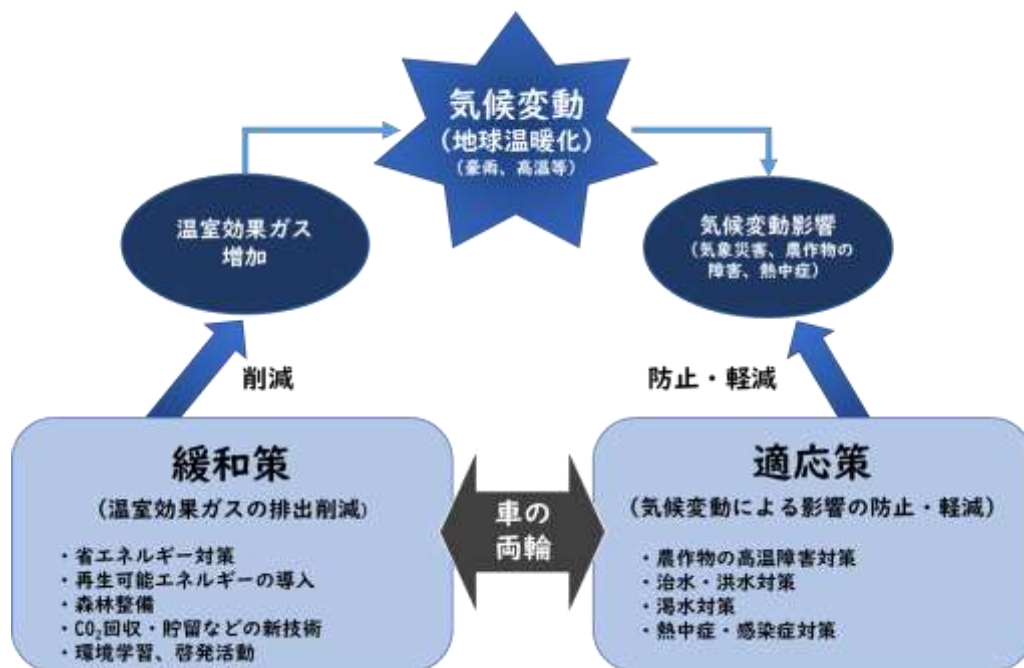 気候変動
(地球温暖化)
(豪雨、高温等)
温室効果ガス
増加
気候変動影響
(気象災害、農作物の
障害、熱中症)
削減
防止・軽減
緩和策
(温室効果ガスの排出削減)
・省エネルギー対策
・再生可能エネルギーの導入
・森林整備
・CO₂回収・貯留などの新技術
・環境学習、啓発活動
車の
両輪
適応策
(気候変動による影響の防止・軽減)
・農作物の高温障害対策
・治水・洪水対策
・渇水対策
・熱中症・感染症対策